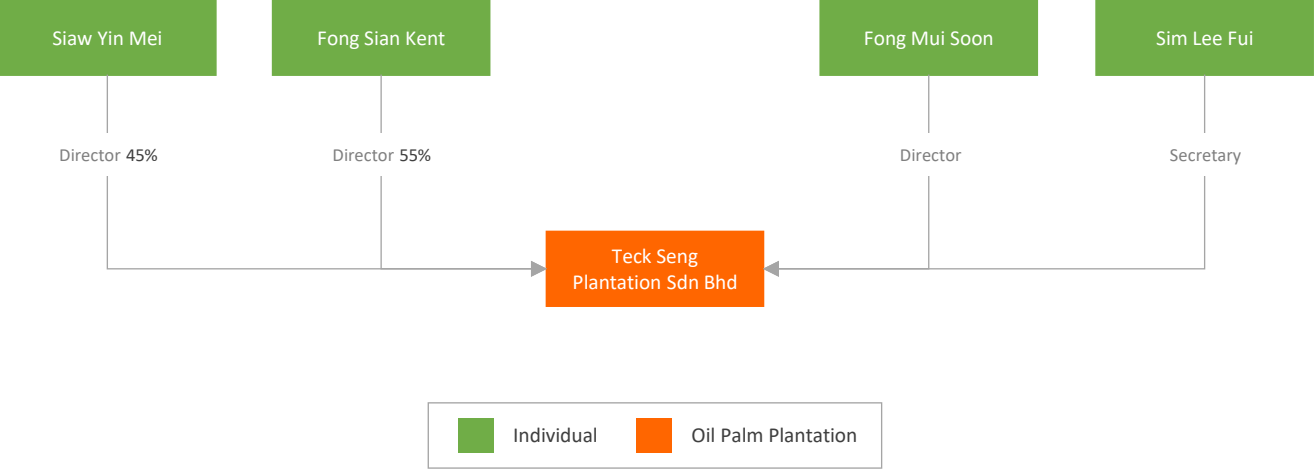 Siaw Yin Mei
Fong Sian Kent
Fong Mui Soon
Sim Lee Fui
Director 45%
Director 55%
Director
Secretary
Teck Seng
Plantation Sdn Bhd
Individual
Oil Palm Plantation